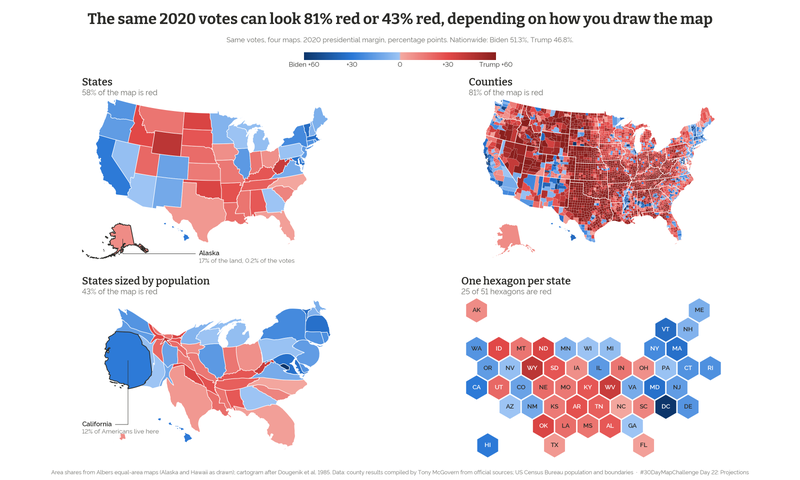 The same 2020 votes can look 81% red or 43% red, depending on how you draw the map
Same votes, four maps. 2020 presidential margin, percentage points. Nationwide: Biden 51.3%, Trump 46.8%.
Biden +60 +30 0 +30 Trump +60
States
58% of the map is red
Counties
81% of the map is red
Alaska
17% of the land, 0.2% of the votes
States sized by population
43% of the map is red
One hexagon per state
25 of 51 hexagons are red
AK ME
VT NH
WA ID MT ND MN WI MI NY MA
OR NV WY SD IA IL IN OH PA CT RI
CA UT CO NE MO KY WV VA MD NJ
AZ NM KS AR TN NC SC DC DE
OK LA MS AL GA
HI TX FL
California
12% of Americans live here
Area shares from Albers equal-area maps (Alaska and Hawaii as drawn); cartogram after Dougenik et al. 1985. Data: county results compiled by Tony McGovern from official sources; US Census Bureau population and boundaries · #30DayMapChallenge Day 22: Projections